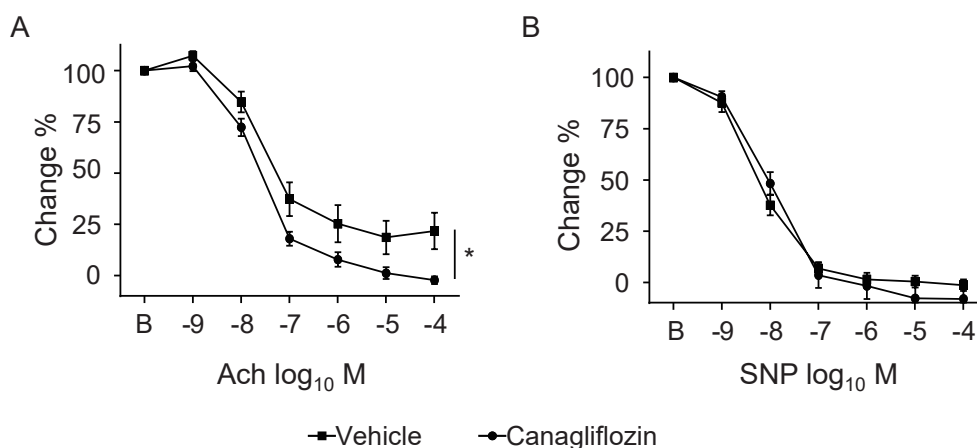 A
Change %
100
75
50
25
0
B -9 -8 -7 -6 -5 -4
Ach log₁₀ M
*
B
Change %
100
75
50
25
0
B -9 -8 -7 -6 -5 -4
SNP log₁₀ M
Vehicle Canagliflozin